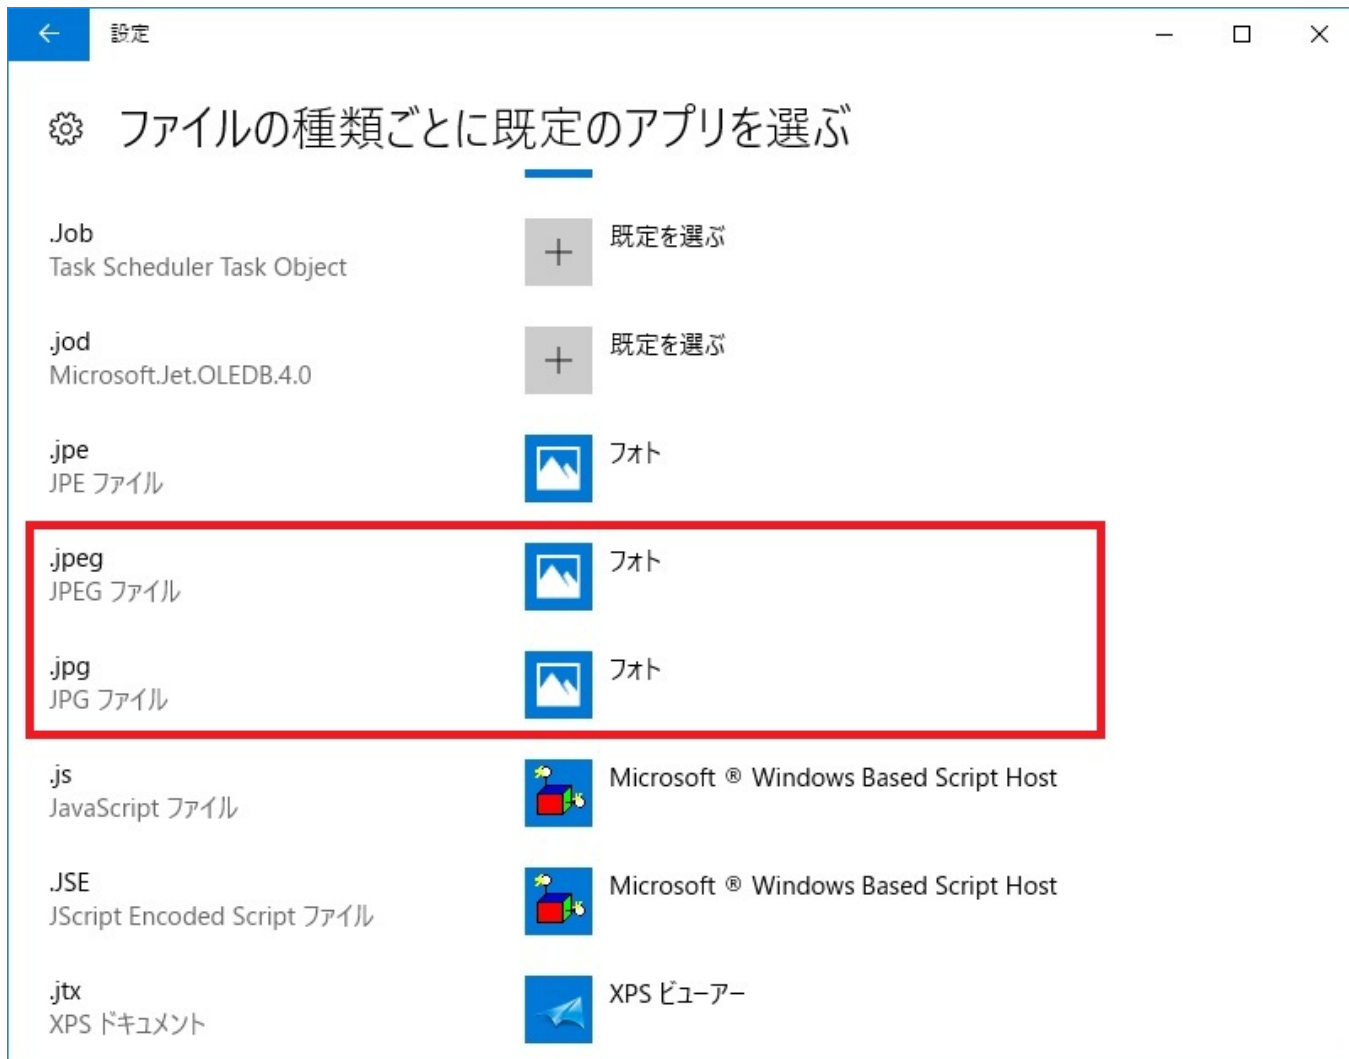 設定
ファイルの種類ごとに既定のアプリを選ぶ
.Job
Task Scheduler Task Object
既定を選ぶ
.jod
Microsoft.Jet.OLEDB.4.0
既定を選ぶ
.jpe
JPE ファイル
フォト
.jpeg
JPEG ファイル
フォト
.jpg
JPG ファイル
フォト
.js
JavaScript ファイル
Microsoft ® Windows Based Script Host
.JSE
JScript Encoded Script ファイル
Microsoft ® Windows Based Script Host
.jtx
XPS ドキュメント
XPS ビューアー